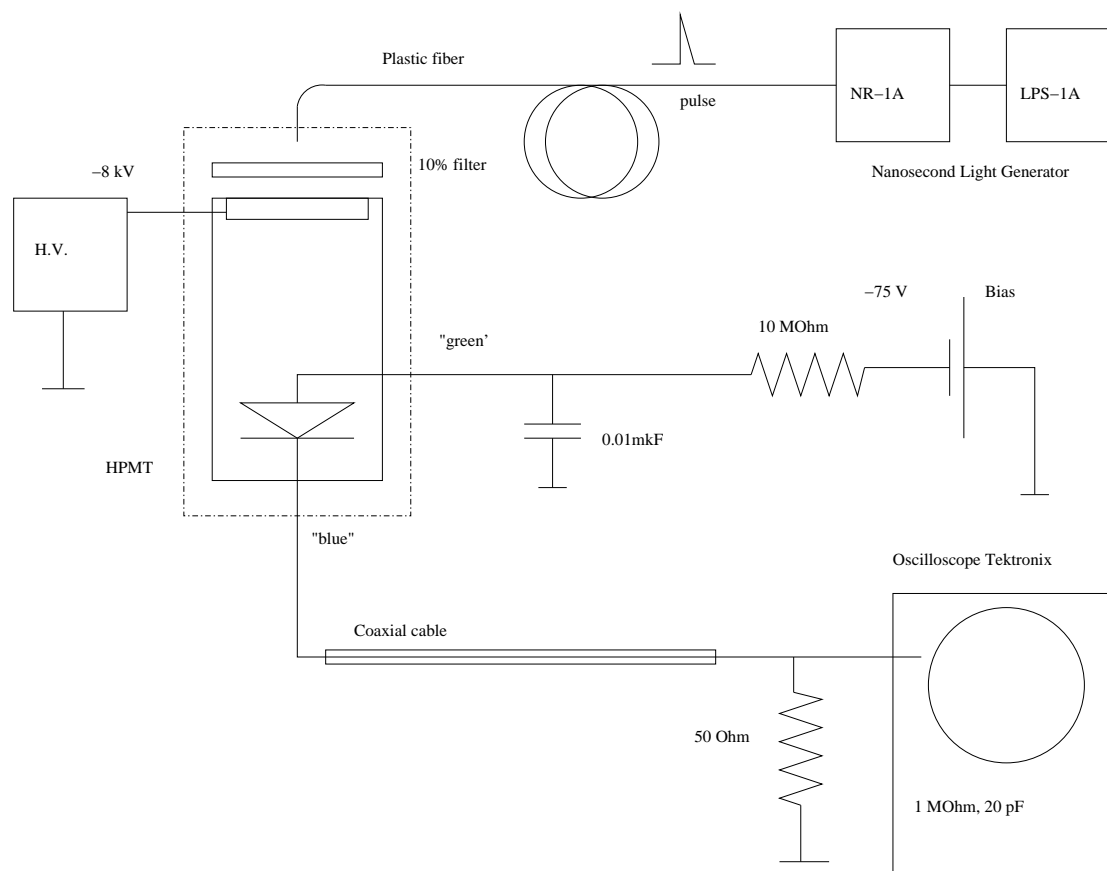 Plastic fiber
pulse
NR−1A
LPS−1A
Nanosecond Light Generator
10% filter
−8 kV
H.V.
−75 V
Bias
10 MOhm
"green’
0.01mkF
HPMT
"blue"
Oscilloscope Tektronix
Coaxial cable
50 Ohm
1 MOhm, 20 pF